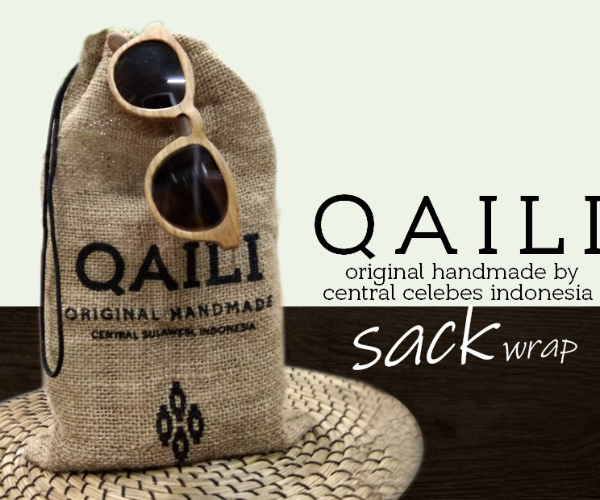 QAILI
ORIGINAL HANDMADE
CENTRAL SULAWESI, INDONESIA
QAILI
original handmade by
central celebes indonesia
sack wrap